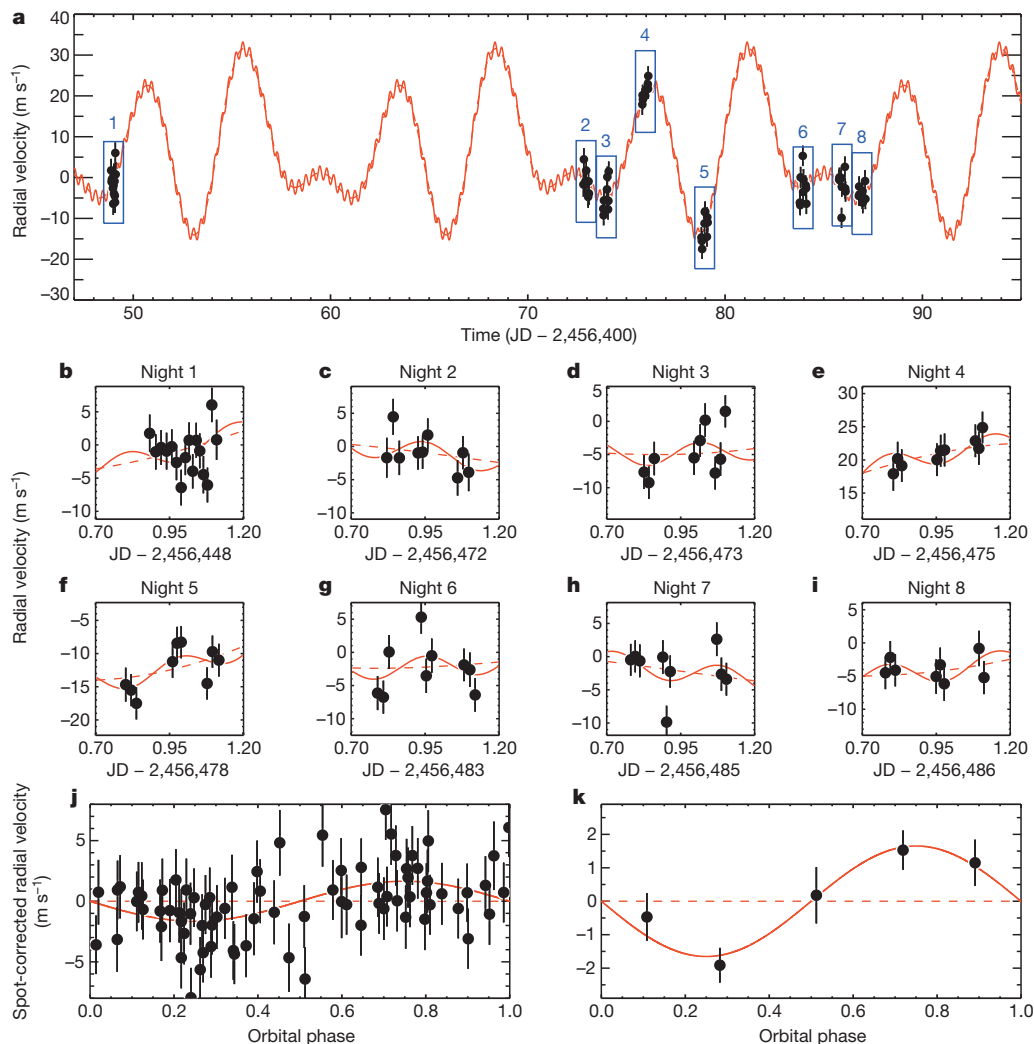 a
40
30
20
10
0
−10
−20
−30
Radial velocity (m s⁻¹)
1
2
3
4
5
6
7
8
50
60
70
80
90
Time (JD − 2,456,400)
Radial velocity (m s⁻¹)
b
Night 1
5
0
−5
−10
0.70
0.95
1.20
JD − 2,456,448
c
Night 2
5
0
−5
−10
0.70
0.95
1.20
JD − 2,456,472
d
Night 3
5
0
−5
−10
0.70
0.95
1.20
JD − 2,456,473
e
Night 4
30
25
20
15
0.70
0.95
1.20
JD − 2,456,475
f
Night 5
−5
−10
−15
−20
0.70
0.95
1.20
JD − 2,456,478
g
Night 6
5
0
−5
−10
0.70
0.95
1.20
JD − 2,456,483
h
Night 7
5
0
−5
−10
0.70
0.95
1.20
JD − 2,456,485
i
Night 8
5
0
−5
−10
0.70
0.95
1.20
JD − 2,456,486
j
Spot-corrected radial velocity
(m s⁻¹)
5
0
−5
0.0
0.2
0.4
0.6
0.8
1.0
Orbital phase
k
2
1
0
−1
−2
0.0
0.2
0.4
0.6
0.8
1.0
Orbital phase